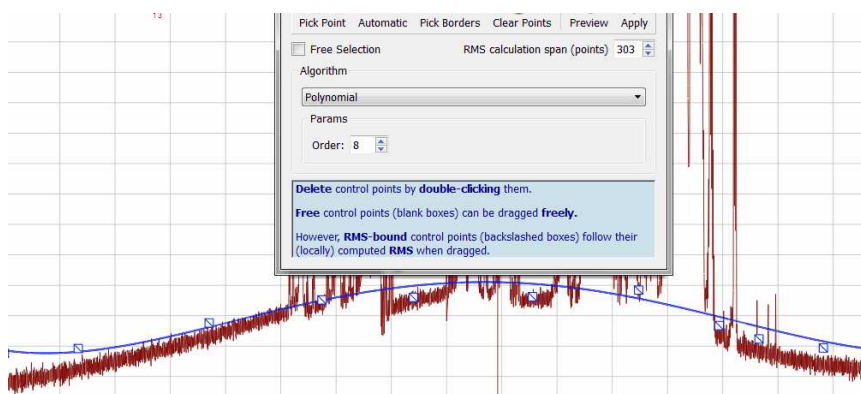 13
Pick Point Automatic Pick Borders Clear Points Preview Apply
Free Selection RMS calculation span (points) 303
Algorithm
Polynomial
Params
Order: 8
Delete control points by double-clicking them.
Free control points (blank boxes) can be dragged freely.
However, RMS-bound control points (backslashed boxes) follow their
(locally) computed RMS when dragged.